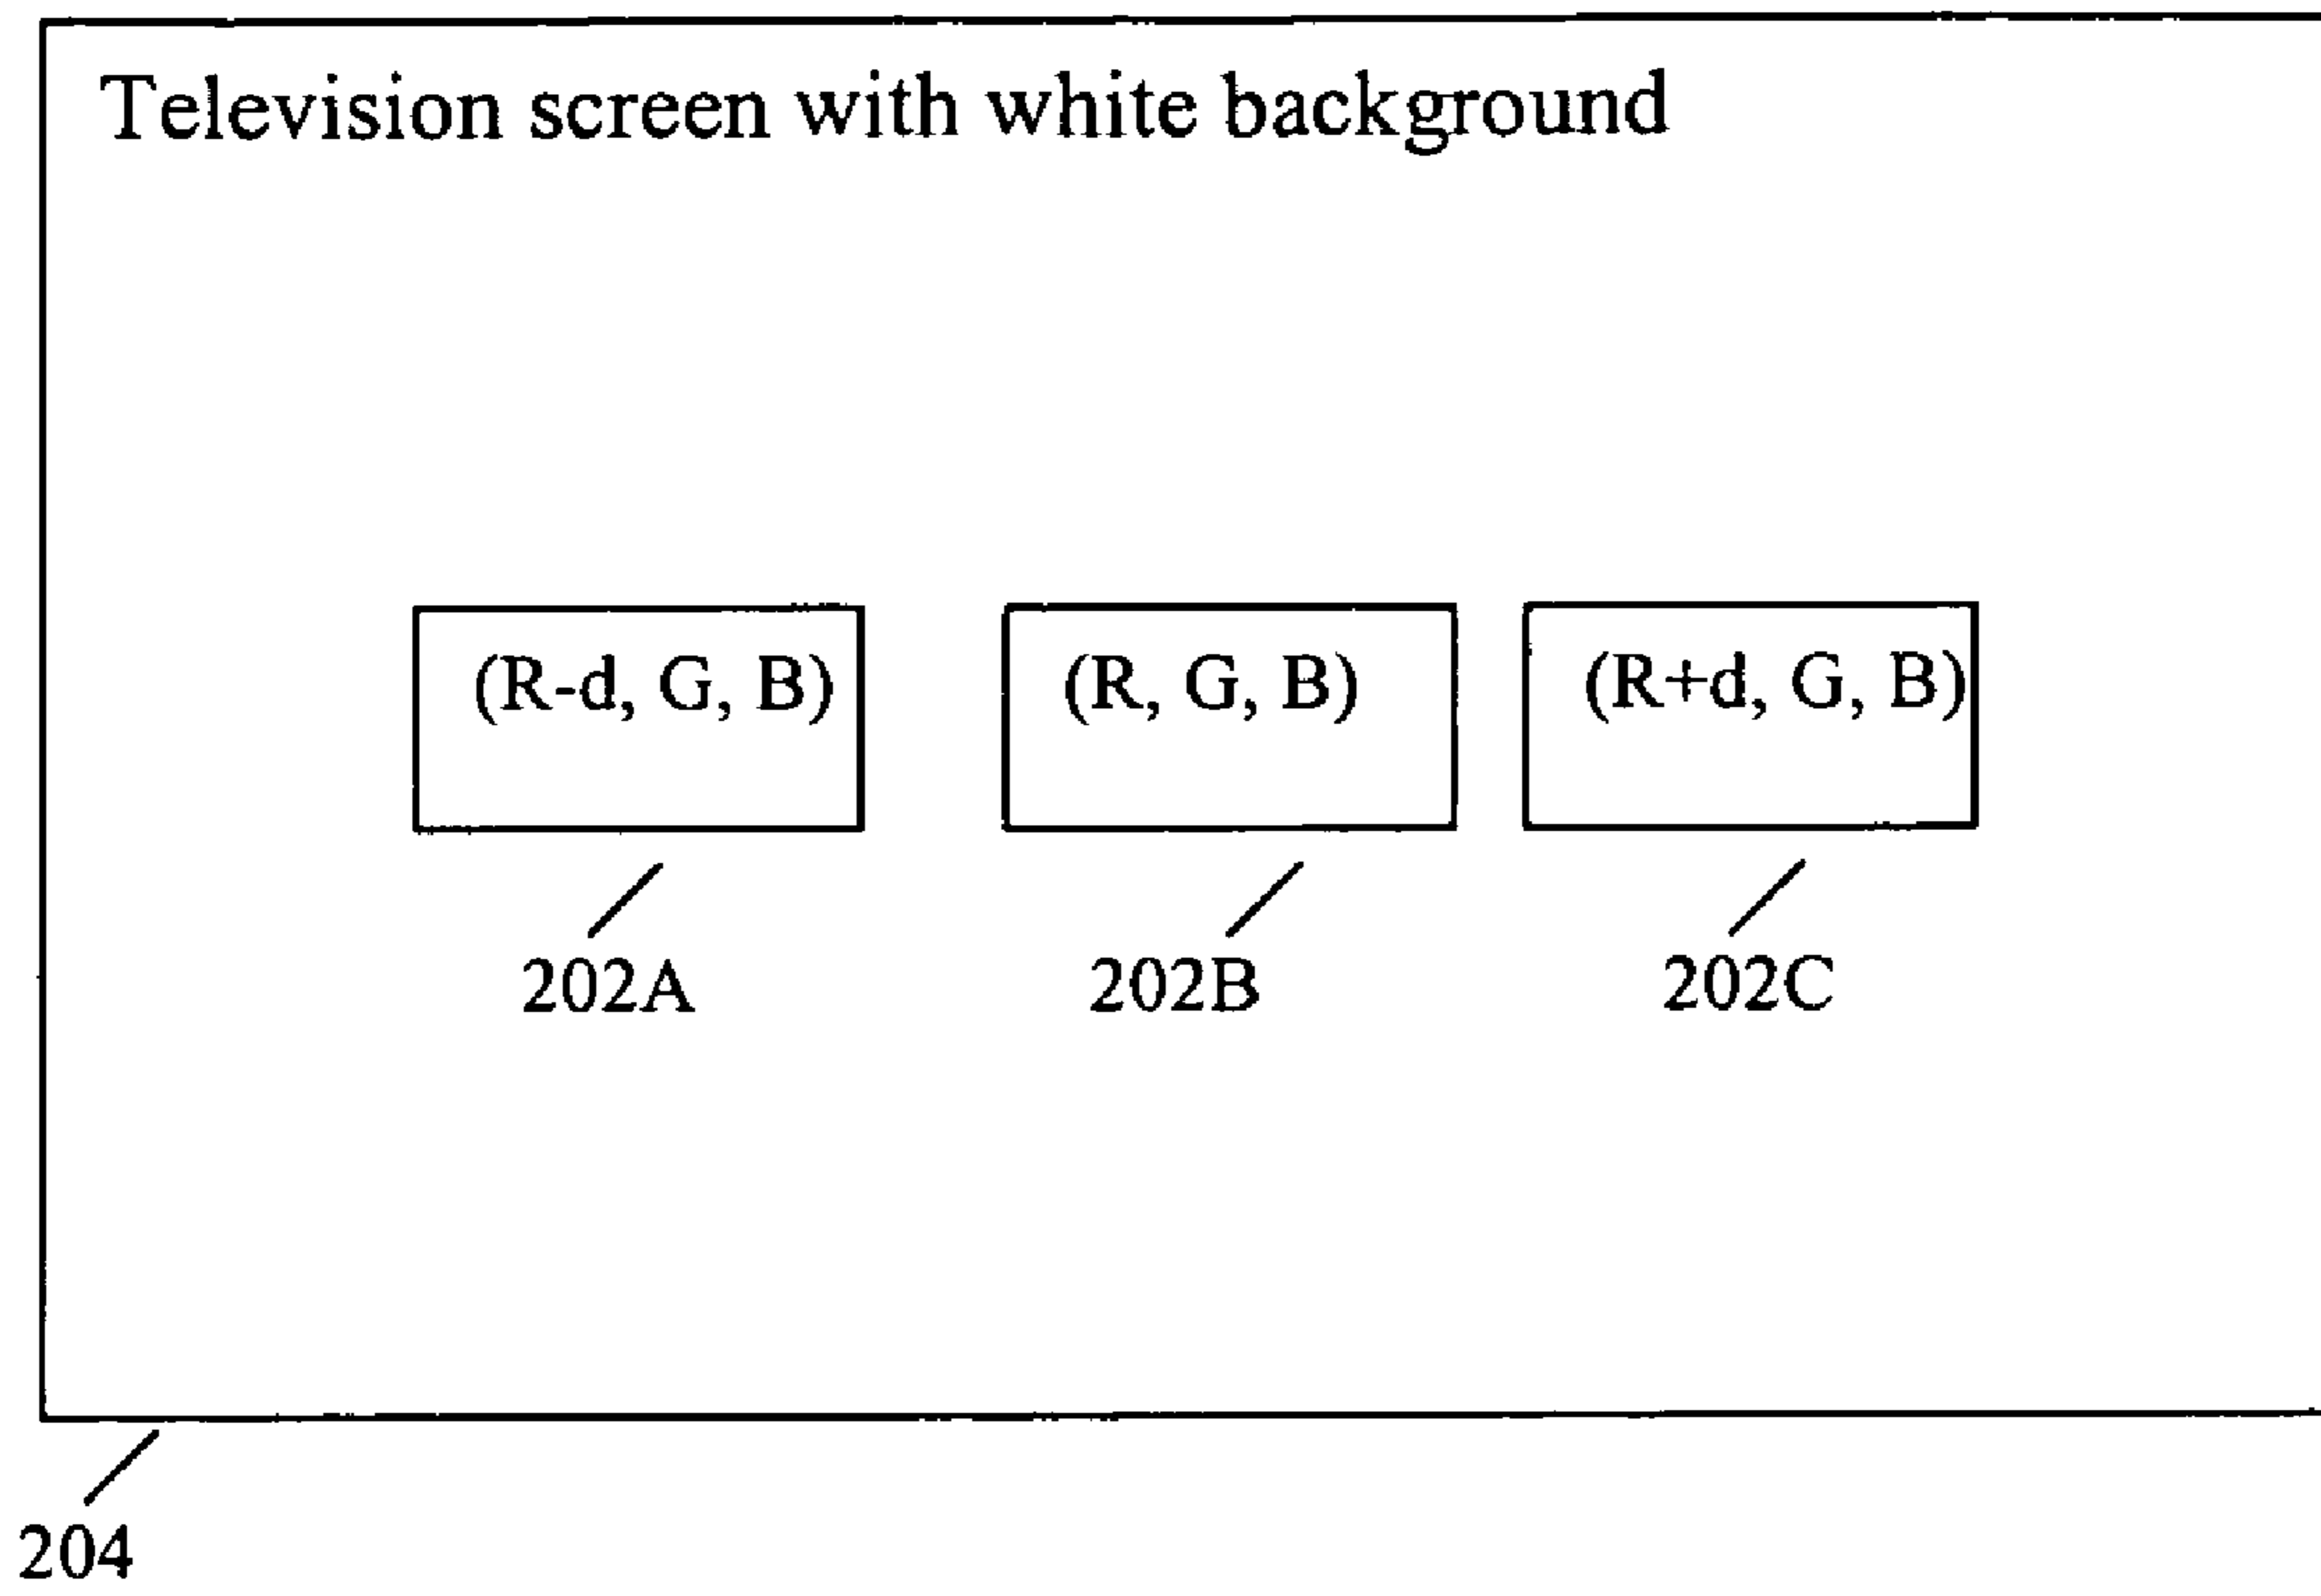 Television screen with white background
(R-d, G, B) (R, G, B) (R+d, G, B)
202A 202B 202C
204